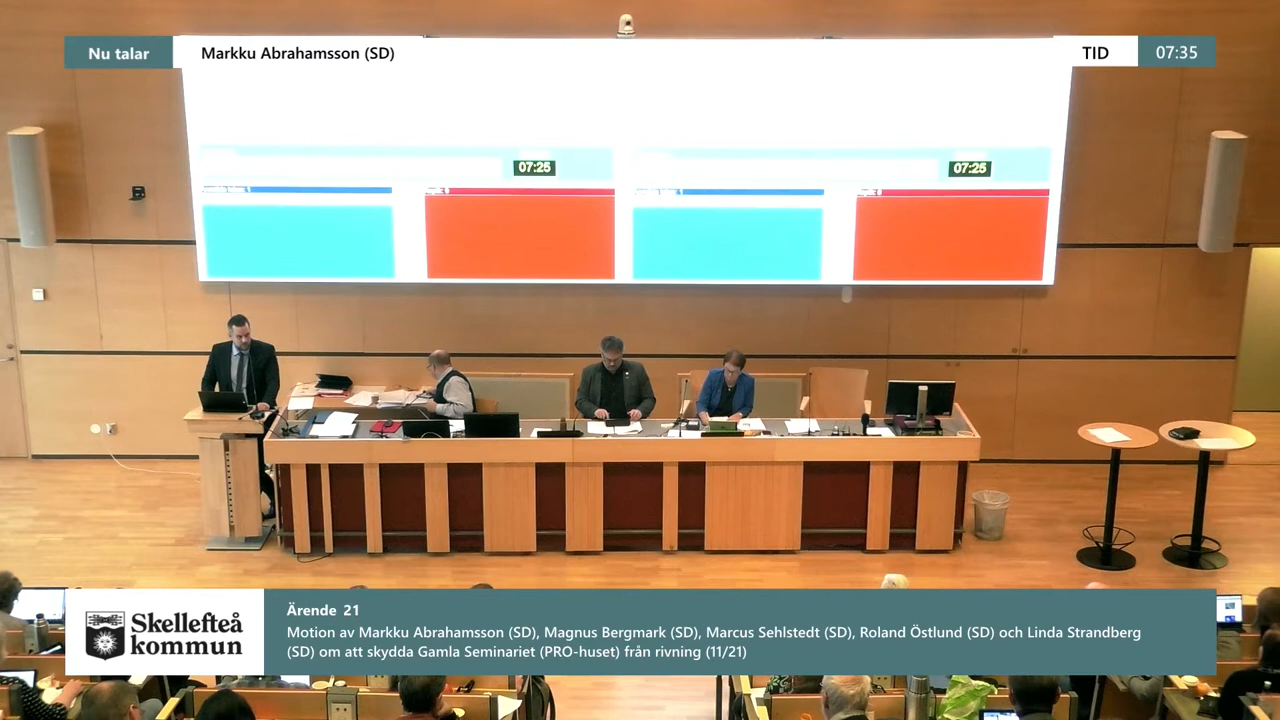 Nu talar
Markku Abrahamsson (SD)
TID
07:35
07:25
07:25
Ärende 21
Motion av Markku Abrahamsson (SD), Magnus Bergmark (SD), Marcus Sehlstedt (SD), Roland Östlund (SD) och Linda Strandberg
(SD) om att skydda Gamla Seminariet (PRO-huset) från rivning (11/21)
Skellefteå
kommun